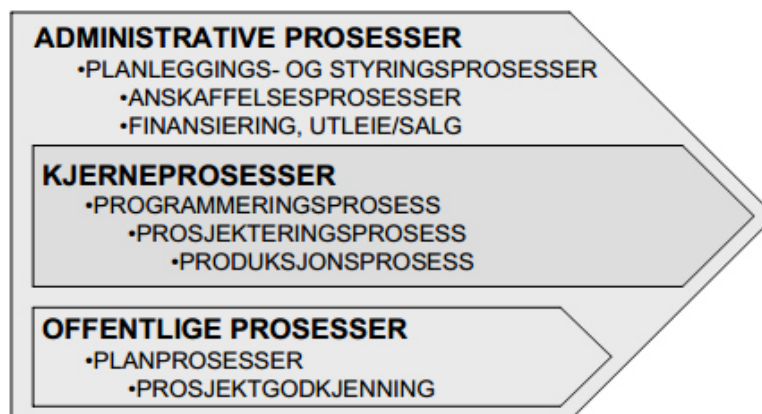 ADMINISTRATIVE PROSESSER
•PLANLEGGINGS- OG STYRINGSPROSESSER
•ANSKAFFELSESPROSESSER
•FINANSIERING, UTLEIE/SALG
KJERNEPROSESSER
•PROGRAMMERINGSPROSESS
•PROSJEKTERINGSPROSESS
•PRODUKSJONSPROSESS
OFFENTLIGE PROSESSER
•PLANPROSESSER
•PROSJEKTGODKJENNING